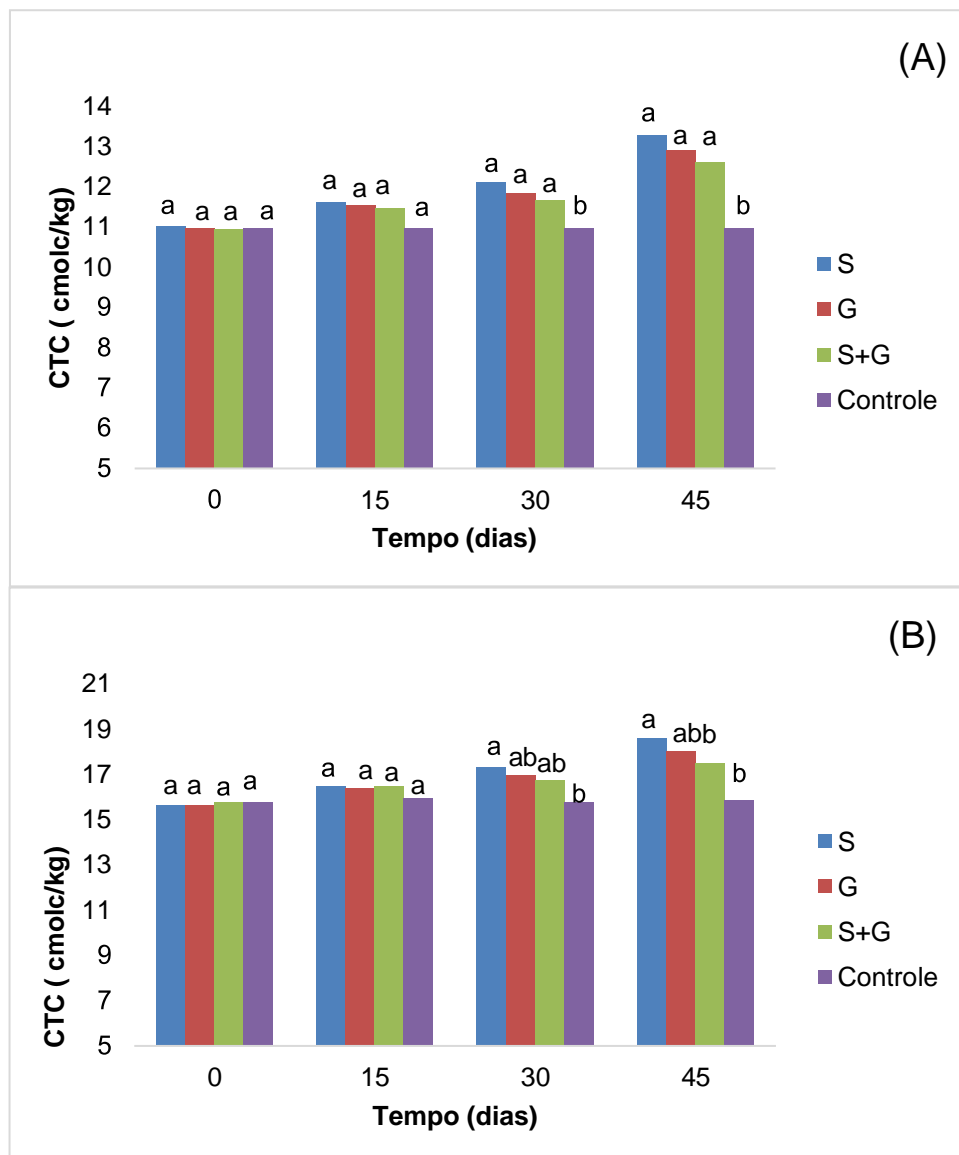 (A)
CTC ( cmolc/kg)
14
13
12
11
10
9
8
7
6
5
a a a a
a a a a
a a a b
a a a b
0 15 30 45
Tempo (dias)
S
G
S+G
Controle
(B)
CTC ( cmolc/kg)
21
19
17
15
13
11
9
7
5
a a a a
a a a a
a ab ab b
a abb b
0 15 30 45
Tempo (dias)
S
G
S+G
Controle